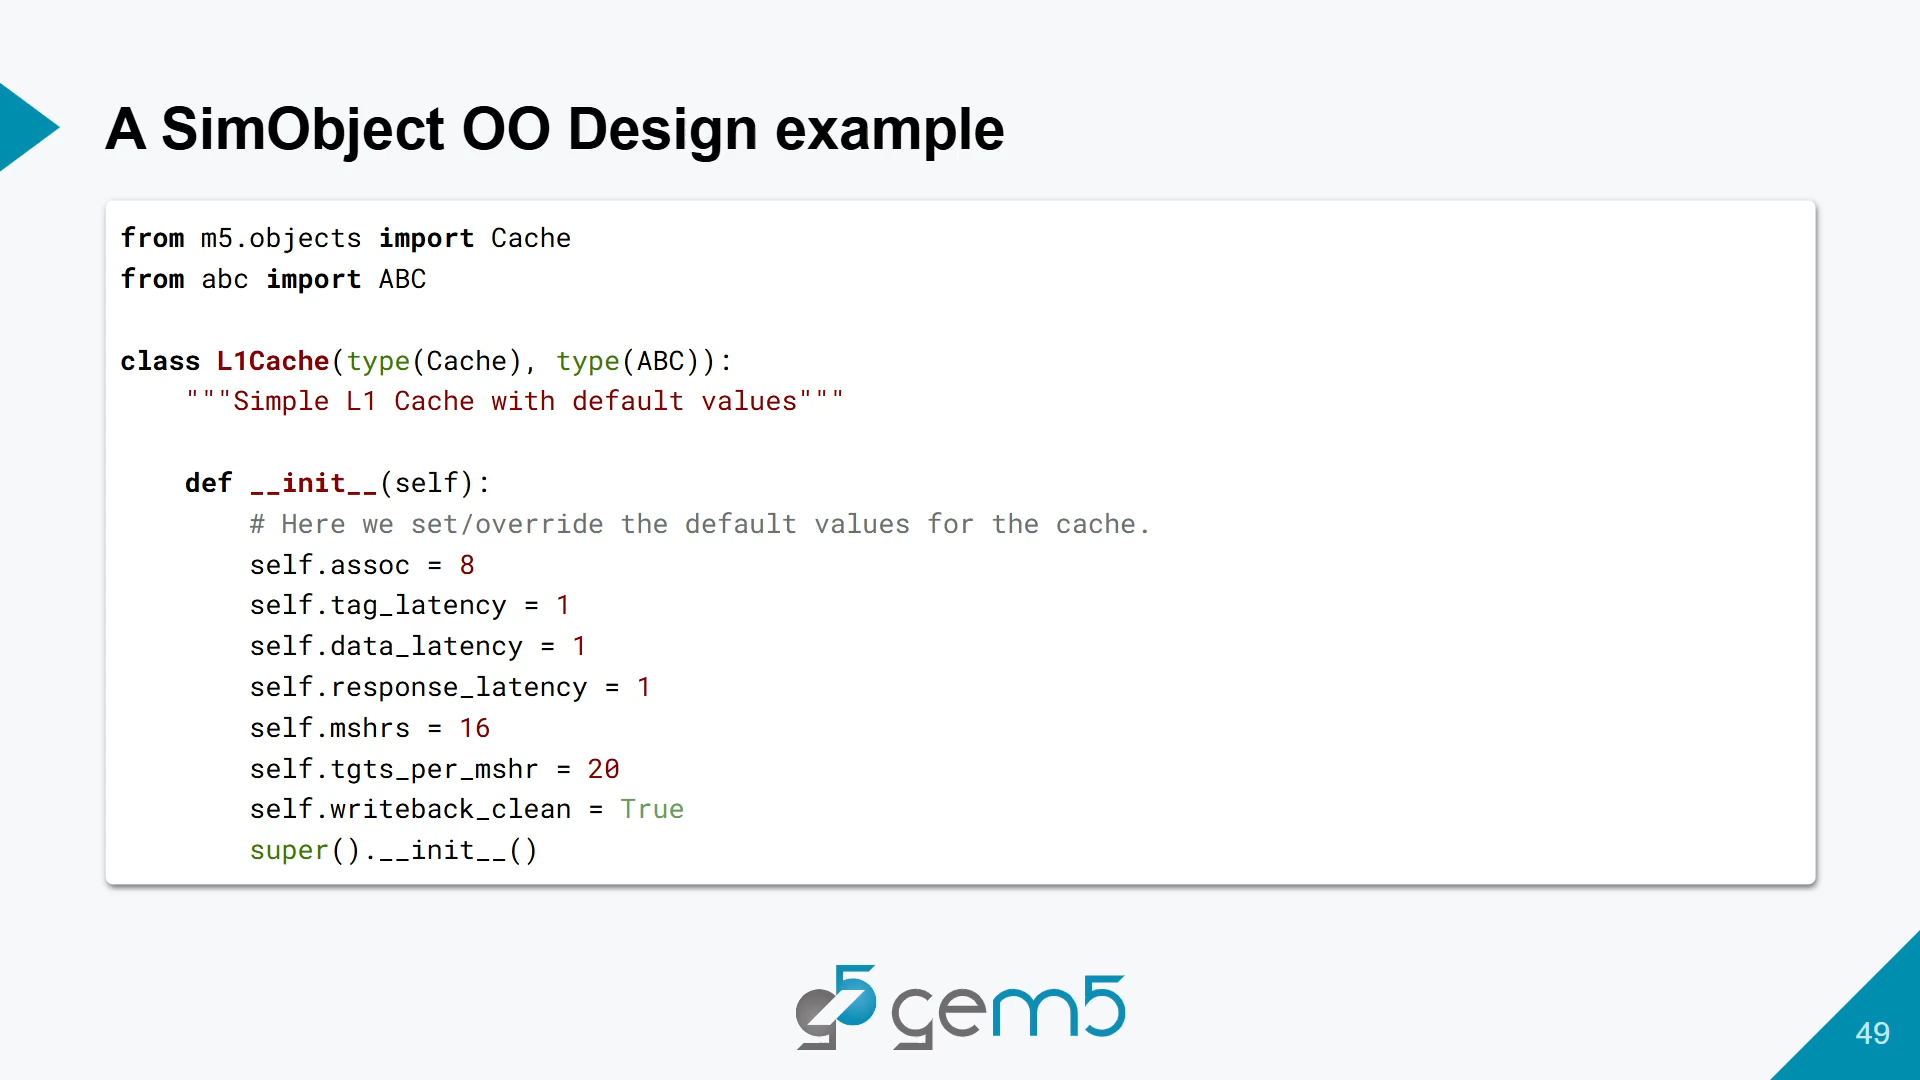 A SimObject OO Design example
from m5.objects import Cache
from abc import ABC
class L1Cache(type(Cache), type(ABC)):
    """Simple L1 Cache with default values"""
    def __init__(self):
        # Here we set/override the default values for the cache.
        self.assoc = 8
        self.tag_latency = 1
        self.data_latency = 1
        self.response_latency = 1
        self.mshrs = 16
        self.tgts_per_mshr = 20
        self.writeback_clean = True
        super().__init__()
g5 gem5
49